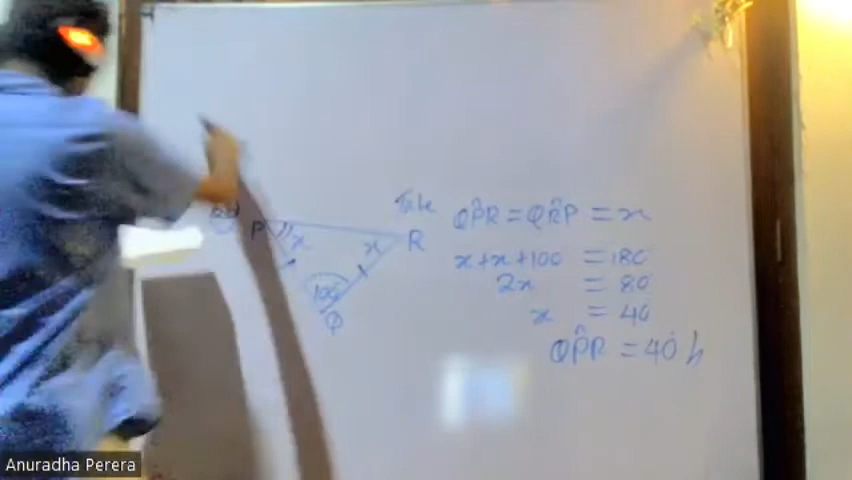 Take QP̂R = QR̂P = x
x+x+100 = 180
2x = 80
x = 40
QP̂R = 40
P
x
x
R
100°
Q
Anuradha Perera